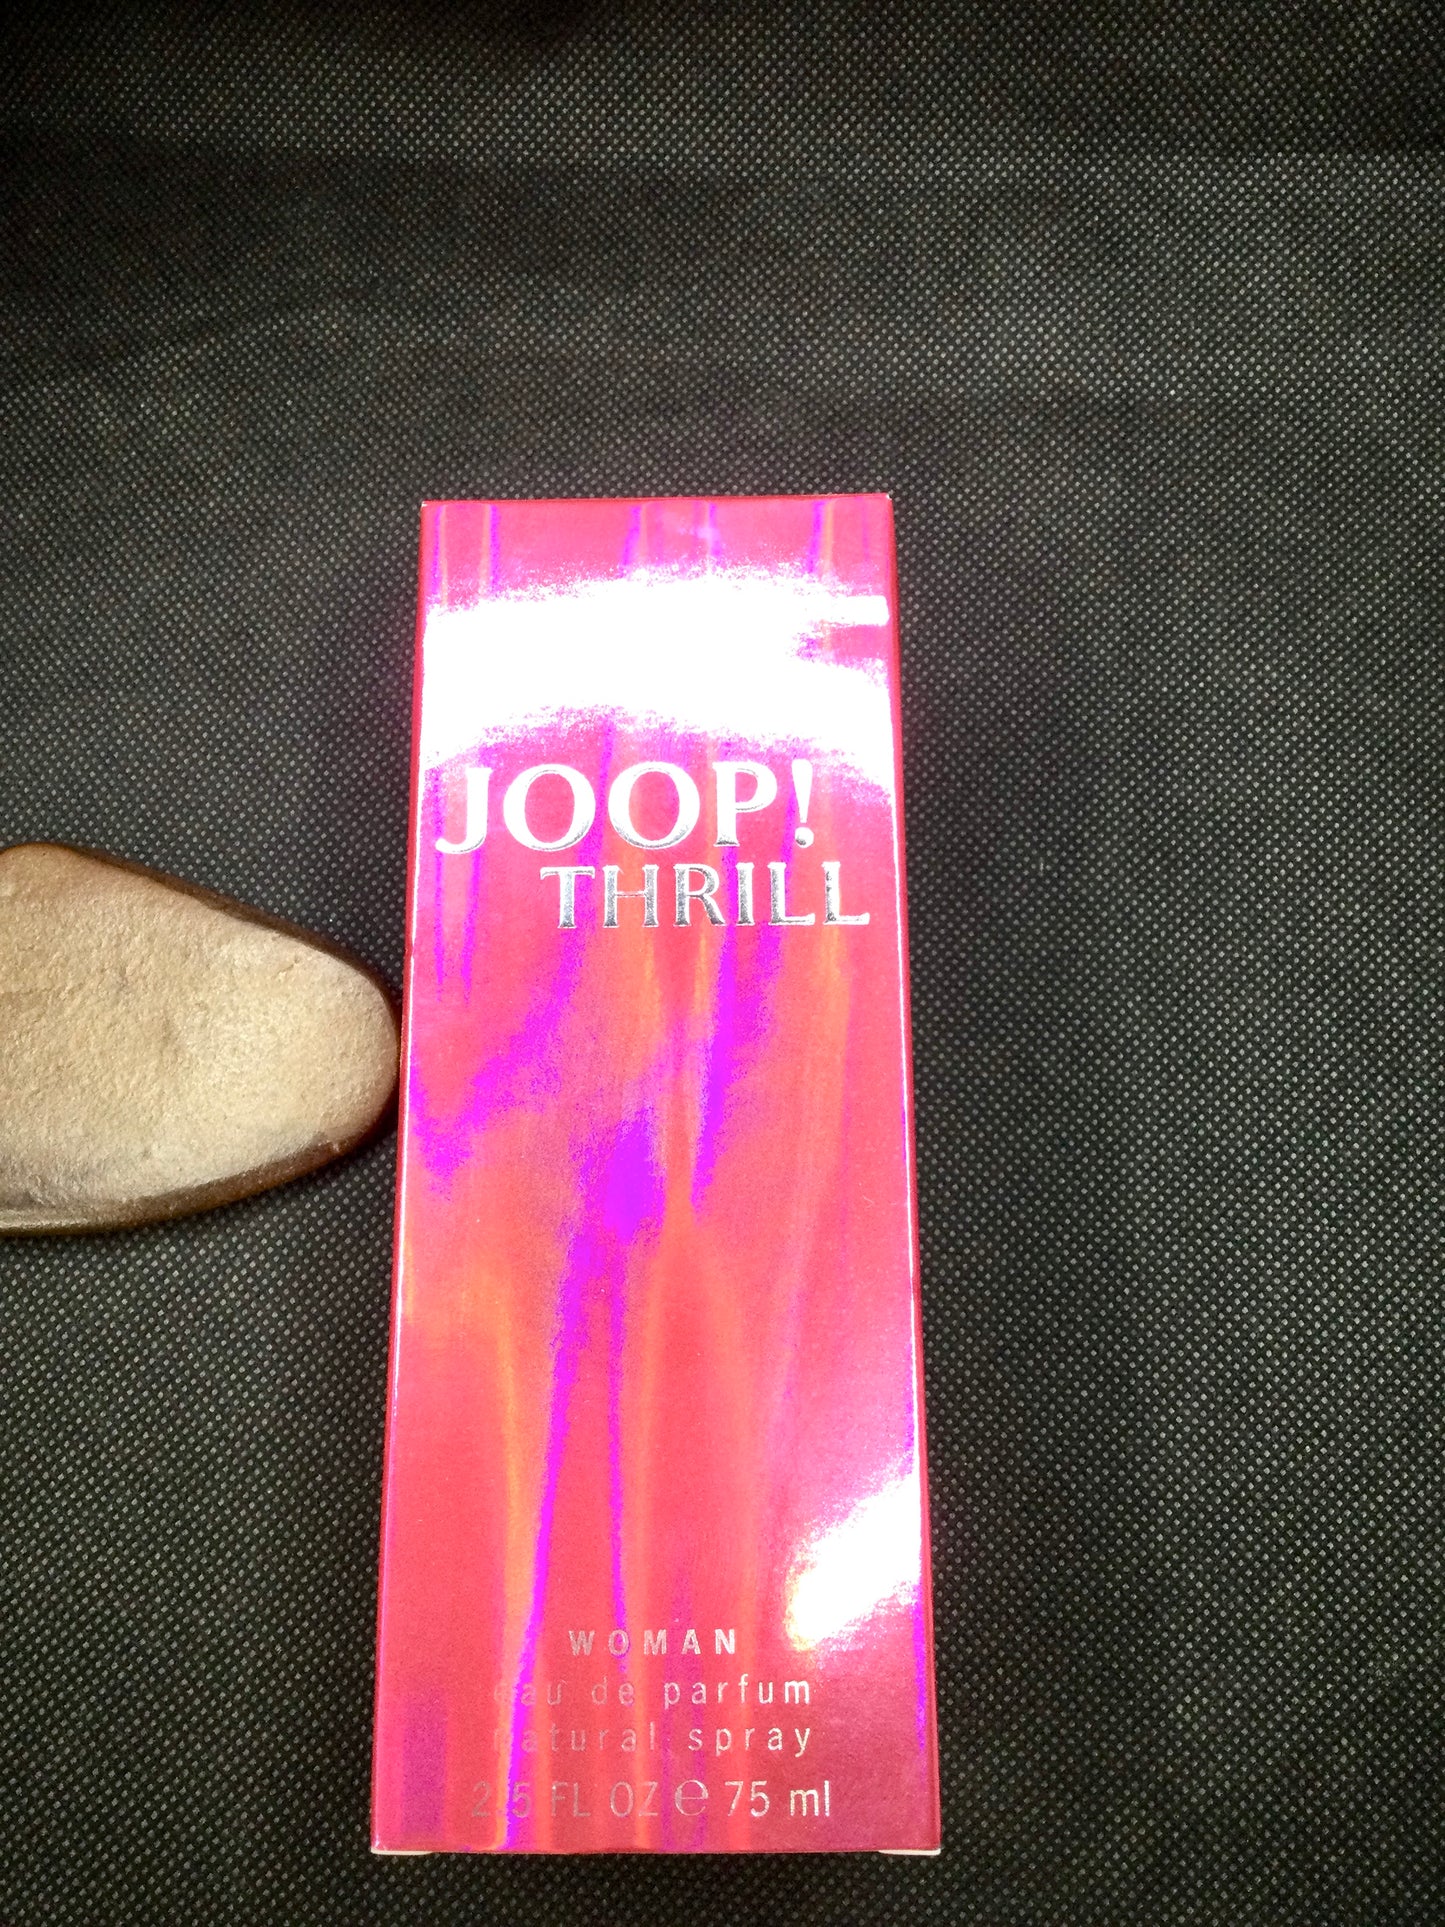 JOOP!
THRILL
WOMAN
eau de parfum
natural spray
2.5 FL OZ ℮ 75 ml